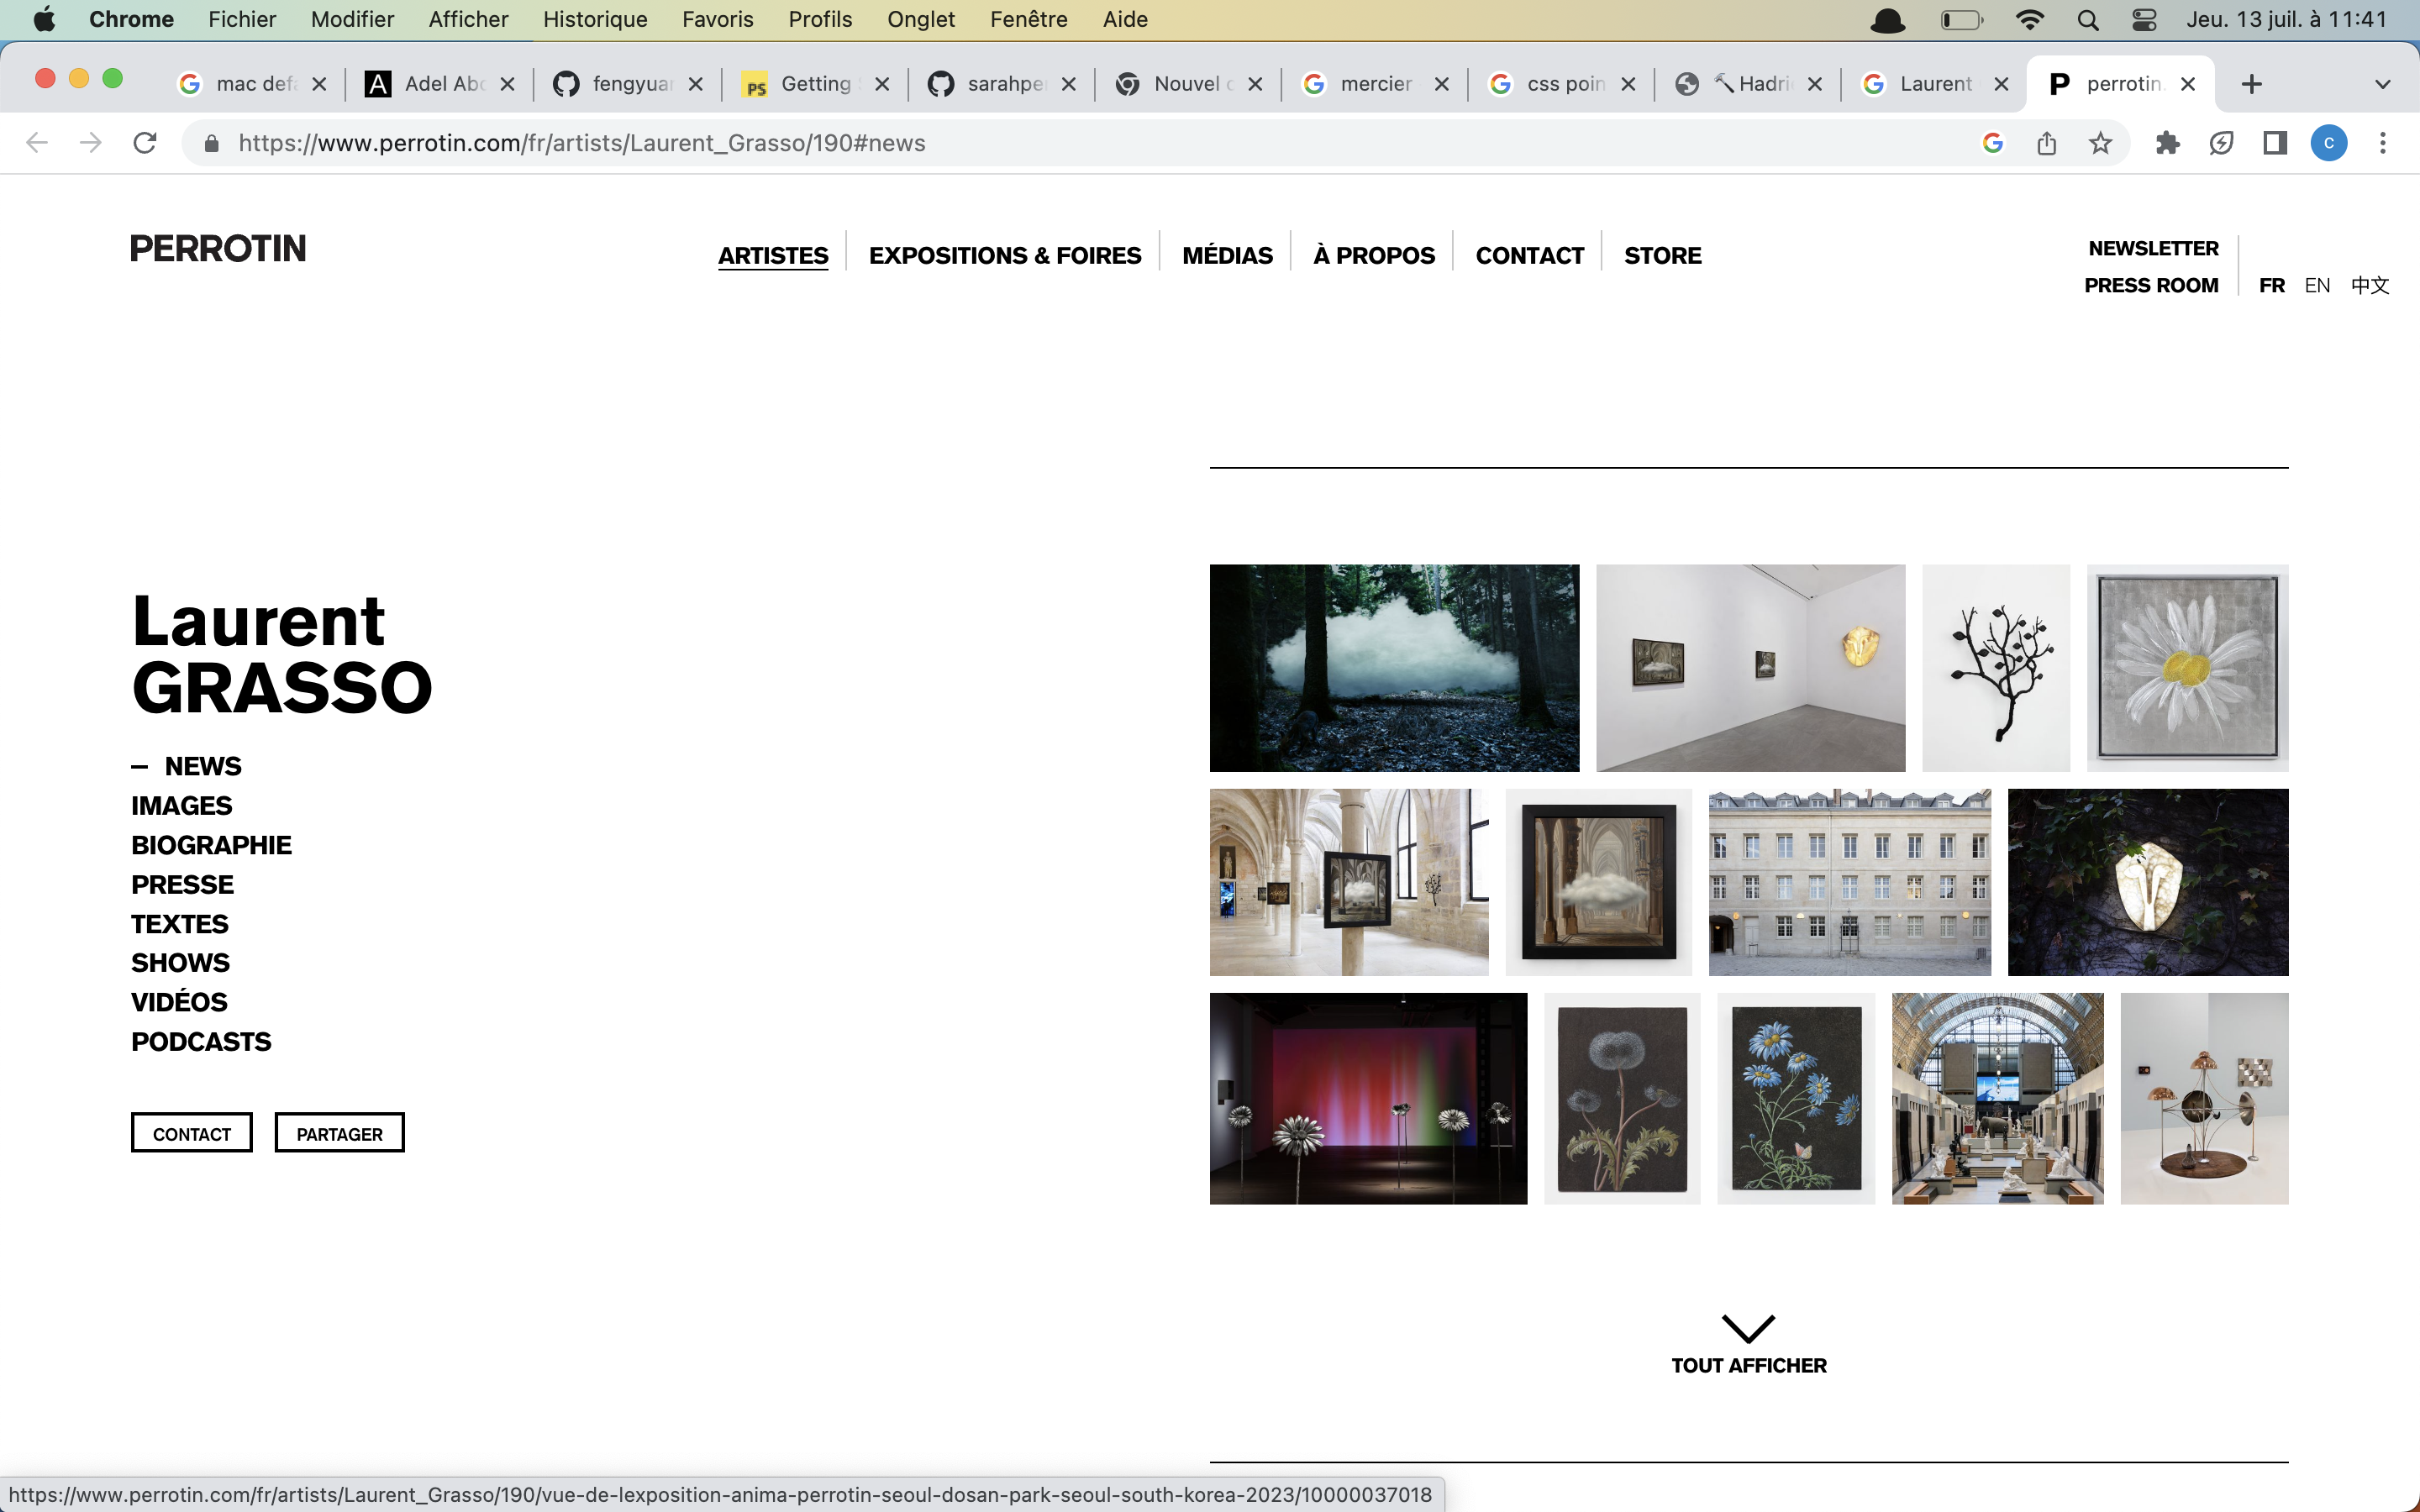 Chrome Fichier Modifier Afficher Historique Favoris Profils Onglet Fenêtre Aide Jeu. 13 juil. à 11:41
mac def Adel Abo fengyuan Getting sarahpe Nouvel mercier css poin Hadri Laurent perrotin.
https://www.perrotin.com/fr/artists/Laurent_Grasso/190#news C
PERROTIN
ARTISTES EXPOSITIONS & FOIRES MÉDIAS À PROPOS CONTACT STORE
NEWSLETTER
PRESS ROOM FR EN 中文
Laurent
GRASSO
– NEWS
IMAGES
BIOGRAPHIE
PRESSE
TEXTES
SHOWS
VIDÉOS
PODCASTS
CONTACT PARTAGER
TOUT AFFICHER
https://www.perrotin.com/fr/artists/Laurent_Grasso/190/vue-de-lexposition-anima-perrotin-seoul-dosan-park-seoul-south-korea-2023/10000037018